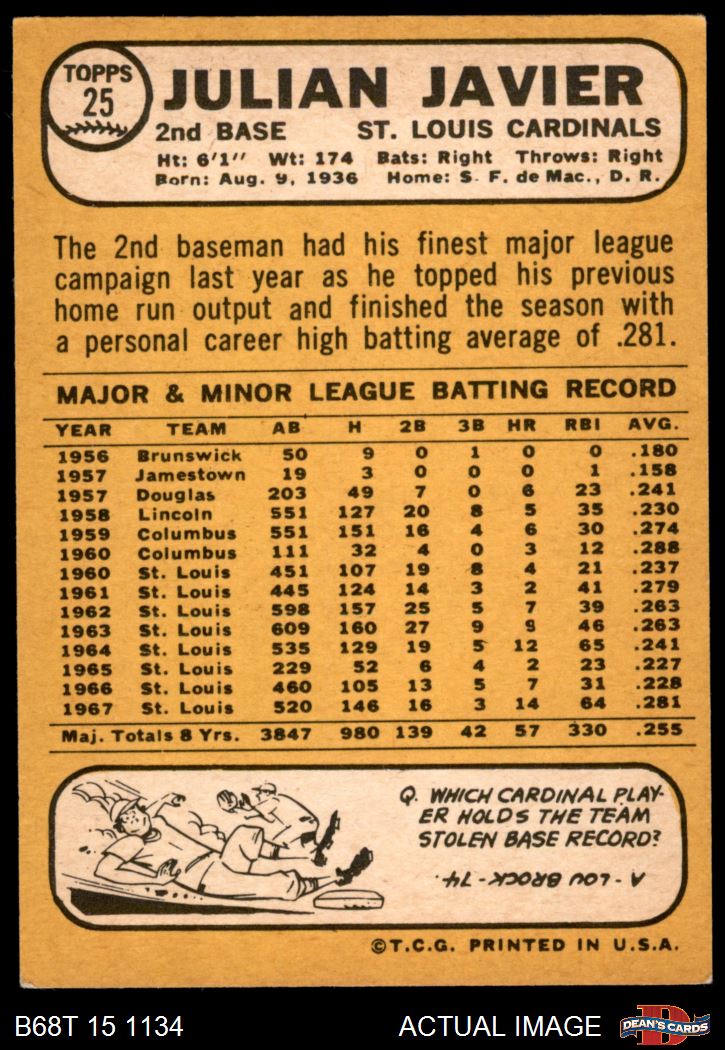 TOPPS
25
JULIAN JAVIER
2nd BASE ST. LOUIS CARDINALS
Ht: 6'1" Wt: 174 Bats: Right Throws: Right
Born: Aug. 9, 1936 Home: S. F. de Mac., D. R.
The 2nd baseman had his finest major league
campaign last year as he topped his previous
home run output and finished the season with
a personal career high batting average of .281.
MAJOR & MINOR LEAGUE BATTING RECORD
YEAR TEAM AB H 2B 3B HR RBI AVG.
1956 Brunswick 50 9 0 1 0 0 .180
1957 Jamestown 19 3 0 0 0 1 .158
1957 Douglas 203 49 7 0 6 23 .241
1958 Lincoln 551 127 20 8 5 35 .230
1959 Columbus 551 151 16 4 6 30 .274
1960 Columbus 111 32 4 0 3 12 .288
1960 St. Louis 451 107 19 8 4 21 .237
1961 St. Louis 445 124 14 3 2 41 .279
1962 St. Louis 598 157 25 5 7 39 .263
1963 St. Louis 609 160 27 9 9 46 .263
1964 St. Louis 535 129 19 5 12 65 .241
1965 St. Louis 229 52 6 4 2 23 .227
1966 St. Louis 460 105 13 5 7 31 .228
1967 St. Louis 520 146 16 3 14 64 .281
Maj. Totals 8 Yrs. 3847 980 139 42 57 330 .255
Q. WHICH CARDINAL PLAY-
ER HOLDS THE TEAM
STOLEN BASE RECORD?
A - LOU BROCK - 74.
©T.C.G. PRINTED IN U.S.A.
B68T 15 1134 ACTUAL IMAGE DEAN'S CARDS